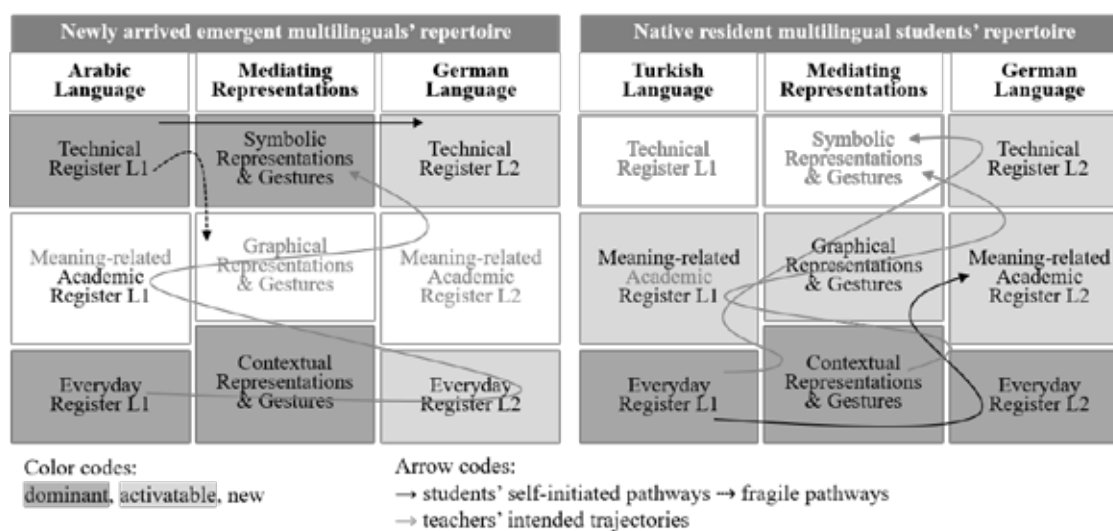 Newly arrived emergent multilinguals' repertoire
Arabic
Language
Mediating
Representations
German
Language
Technical
Register L1
Symbolic
Representations
& Gestures
Technical
Register L2
Meaning-related
Academic
Register L1
Graphical
Representations
& Gestures
Meaning-related
Academic
Register L2
Everyday
Register L1
Contextual
Representations
& Gestures
Everyday
Register L2
Native resident multilingual students' repertoire
Turkish
Language
Mediating
Representations
German
Language
Technical
Register L1
Symbolic
Representations
& Gestures
Technical
Register L2
Meaning-related
Academic
Register L1
Graphical
Representations
& Gestures
Meaning-related
Academic
Register L2
Everyday
Register L1
Contextual
Representations
& Gestures
Everyday
Register L2
Color codes:
dominant, activatable, new
Arrow codes:
→ students' self-initiated pathways ⇢ fragile pathways
→ teachers' intended trajectories